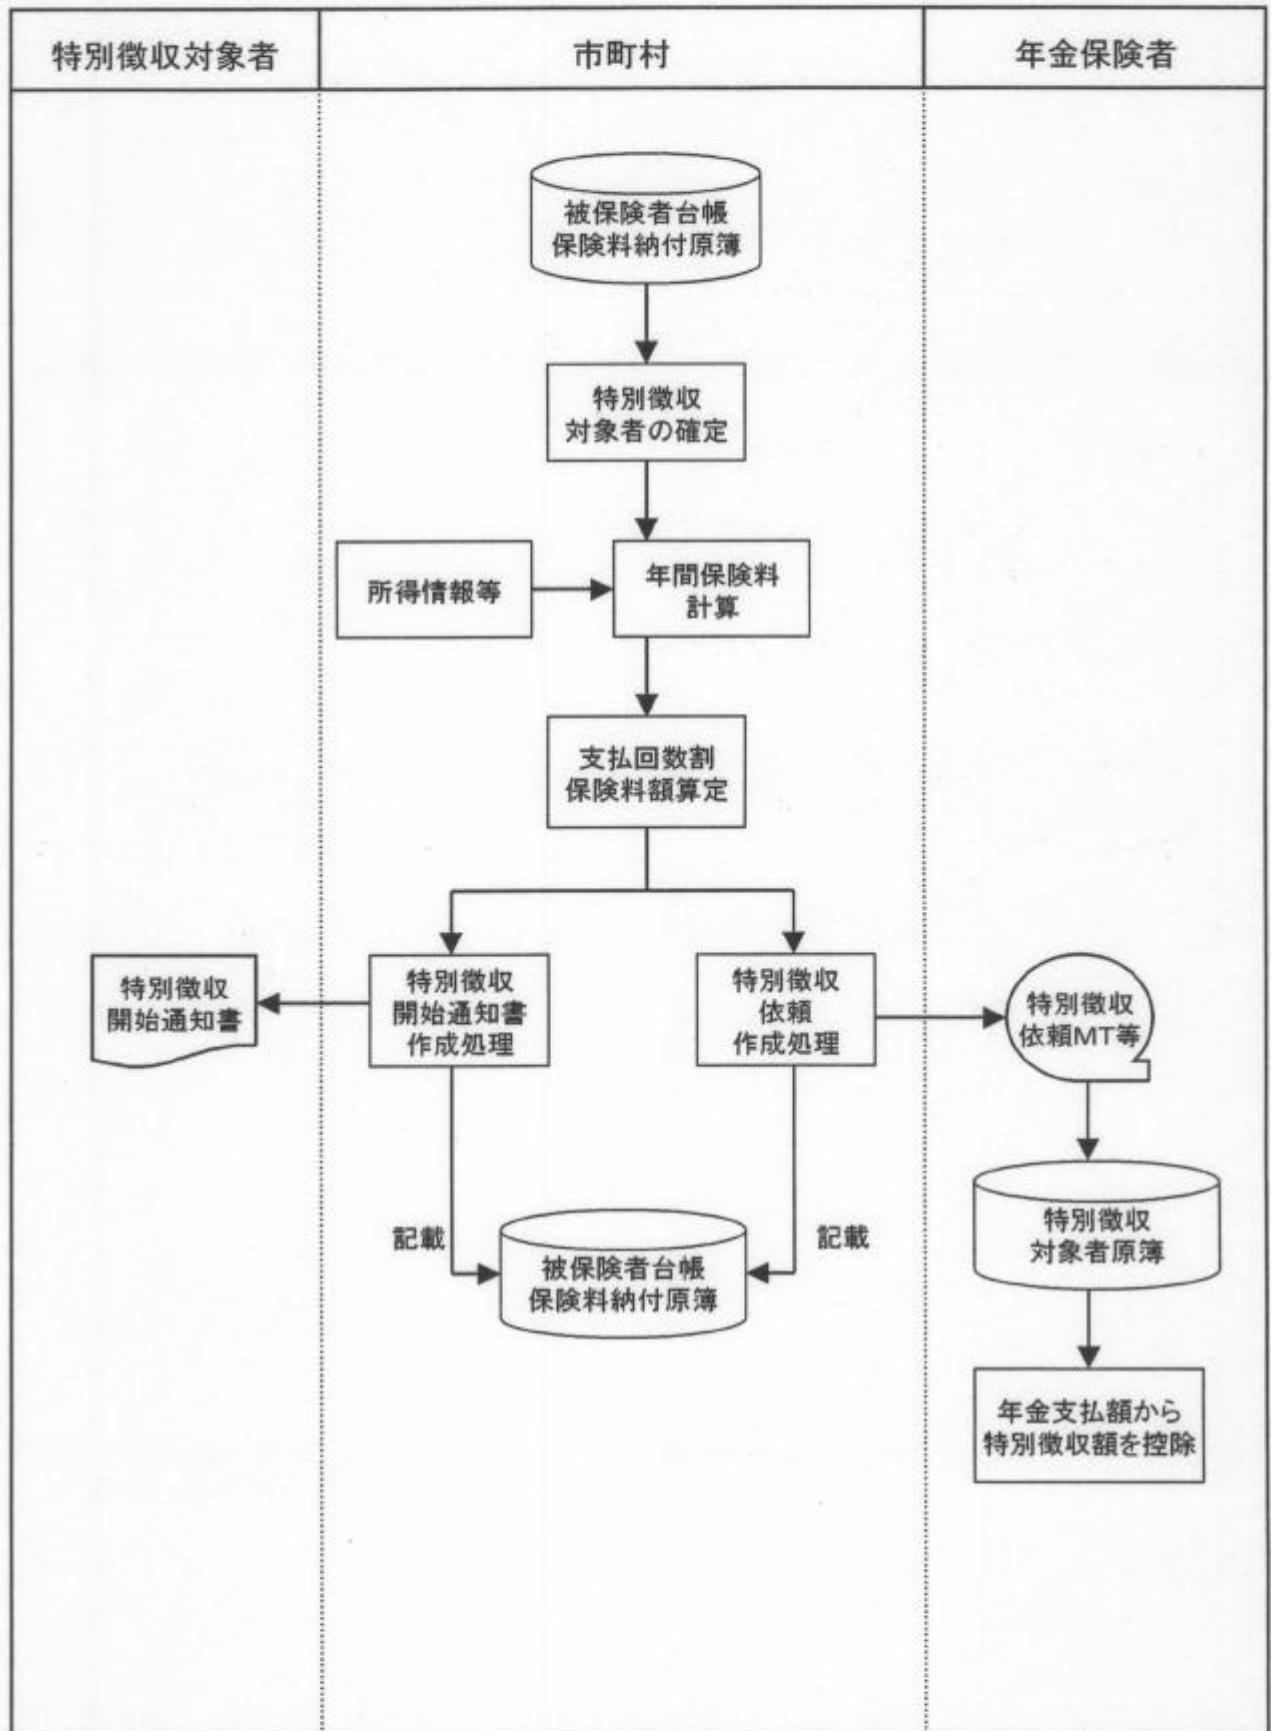 特別徴収対象者
市町村
年金保険者
被保険者台帳
保険料納付原簿
特別徴収
対象者の確定
所得情報等
年間保険料
計算
支払回数割
保険料額算定
特別徴収
開始通知書
特別徴収
開始通知書
作成処理
特別徴収
依頼
作成処理
特別徴収
依頼MT等
記載
被保険者台帳
保険料納付原簿
記載
特別徴収
対象者原簿
年金支払額から
特別徴収額を控除